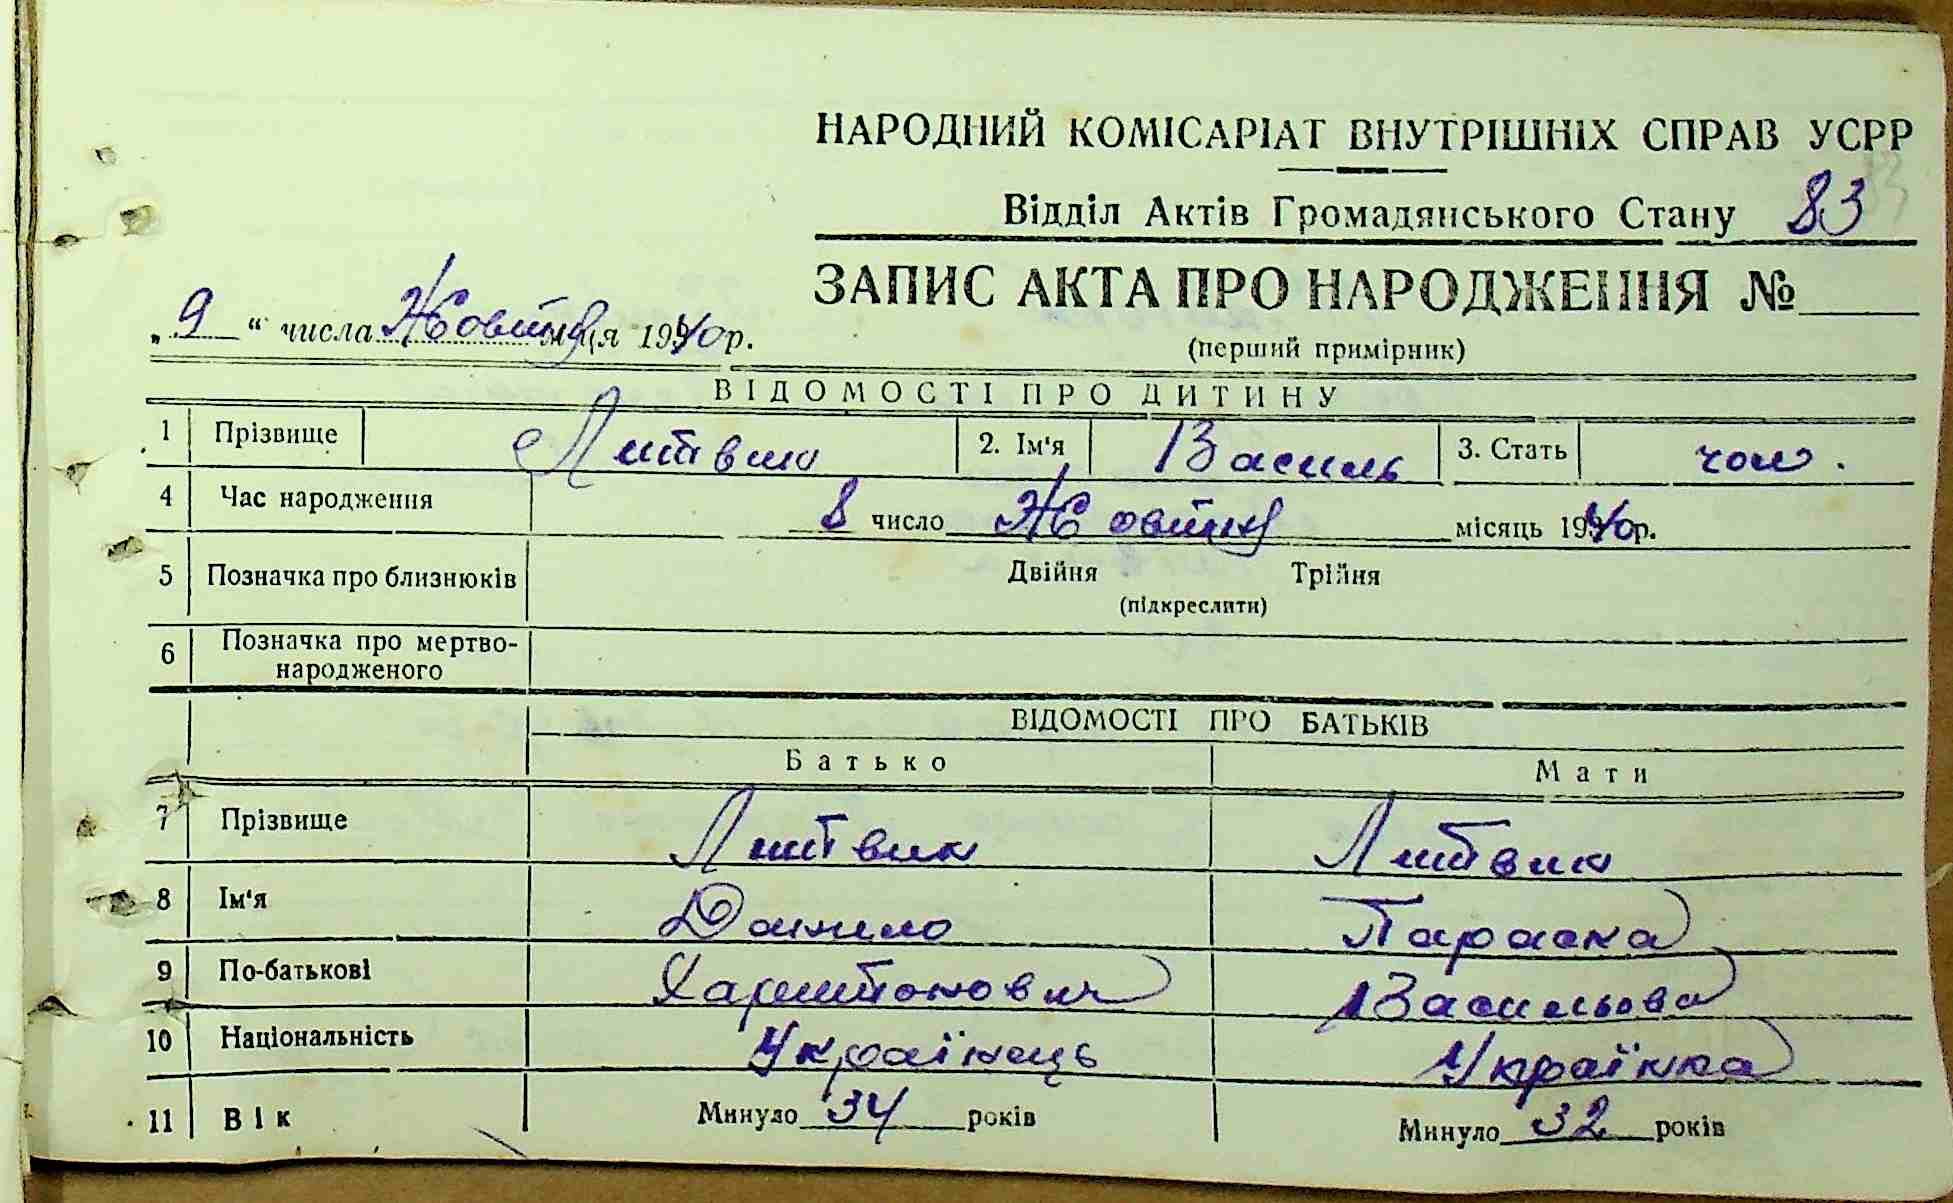 НАРОДНИЙ КОМІСАРІАТ ВНУТРІШНІХ СПРАВ УСРР
Відділ Актів Громадянського Стану 83
ЗАПИС АКТА ПРО НАРОДЖЕННЯ №
(перший примірник)
„9“ числа Жовтня місяця 1940р.
ВІДОМОСТІ ПРО ДИТИНУ
1 Прізвище Литвин 2. Ім'я Василь 3. Стать чол.
4 Час народження 8 число Жовтня місяць 1940р.
5 Позначка про близнюків Двійня Трійня
(підкреслити)
6 Позначка про мертво-
народженого
ВІДОМОСТІ ПРО БАТЬКІВ
Батько Мати
7 Прізвище Литвин Литвин
8 Ім'я Данило Параска
9 По-батькові Харитонович Васильова
10 Національність Українець Українка
11 Вік Минуло 34 років Минуло 32 років